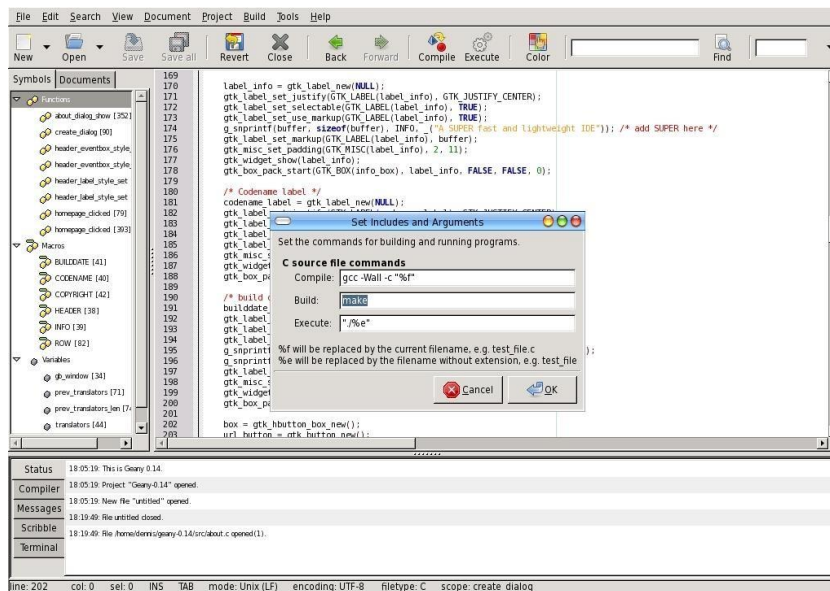 File Edit Search View Document Project Build Tools Help
New Open Save Save all Revert Close Back Forward Compile Execute Color Find
Symbols Documents
Functions
about_dialog_show [352]
create_dialog [90]
header_eventbox_style_
header_eventbox_style_
header_label_style_set
header_label_style_set
homepage_clicked [79]
homepage_clicked [393]
Macros
BUILDDATE [41]
CODENAME [40]
COPYRIGHT [42]
HEADER [38]
INFO [39]
ROW [82]
Variables
gb_window [34]
prev_translators [71]
prev_translators_len [74
translators [44]
169
170 label_info = gtk_label_new(NULL);
171 gtk_label_set_justify(GTK_LABEL(label_info), GTK_JUSTIFY_CENTER);
172 gtk_label_set_selectable(GTK_LABEL(label_info), TRUE);
173 gtk_label_set_use_markup(GTK_LABEL(label_info), TRUE);
174 g_snprintf(buffer, sizeof(buffer), INFO, _("A SUPER fast and lightweight IDE")); /* add SUPER here */
175 gtk_label_set_markup(GTK_LABEL(label_info), buffer);
176 gtk_misc_set_padding(GTK_MISC(label_info), 2, 11);
177 gtk_widget_show(label_info);
178 gtk_box_pack_start(GTK_BOX(info_box), label_info, FALSE, FALSE, 0);
179
180 /* Codename label */
181 codename_label = gtk_label_new(NULL);
182 gtk_label
183 gtk_label
184 gtk_label
185 gtk_label
186 gtk_misc_s
187 gtk_widget
188 gtk_box_pa
189
190 /* build d
191 builddate_
192 gtk_label
193 gtk_label
194 gtk_label
195 g_snprintf );
196 g_snprintf
197 gtk_label
198 gtk_misc_s
199 gtk_widget
200 gtk_box_pa
201
202 box = gtk_hbutton_box_new();
203 url_button = gtk_button_new();
Set Includes and Arguments
Set the commands for building and running programs.
C source file commands
Compile: gcc -Wall -c "%f"
Build: make
Execute: "./%e"
%f will be replaced by the current filename, e.g. test_file.c
%e will be replaced by the filename without extension, e.g. test_file
Cancel OK
Status
Compiler
Messages
Scribble
Terminal
18:05:19: This is Geany 0.14.
18:05:19: Project "Geany-0.14" opened.
18:05:19: New file "untitled" opened.
18:19:49: File untitled closed.
18:19:49: File /home/dennis/geany-0.14/src/about.c opened(1).
line: 202 col: 0 sel: 0 INS TAB mode: Unix (LF) encoding: UTF-8 filetype: C scope: create_dialog